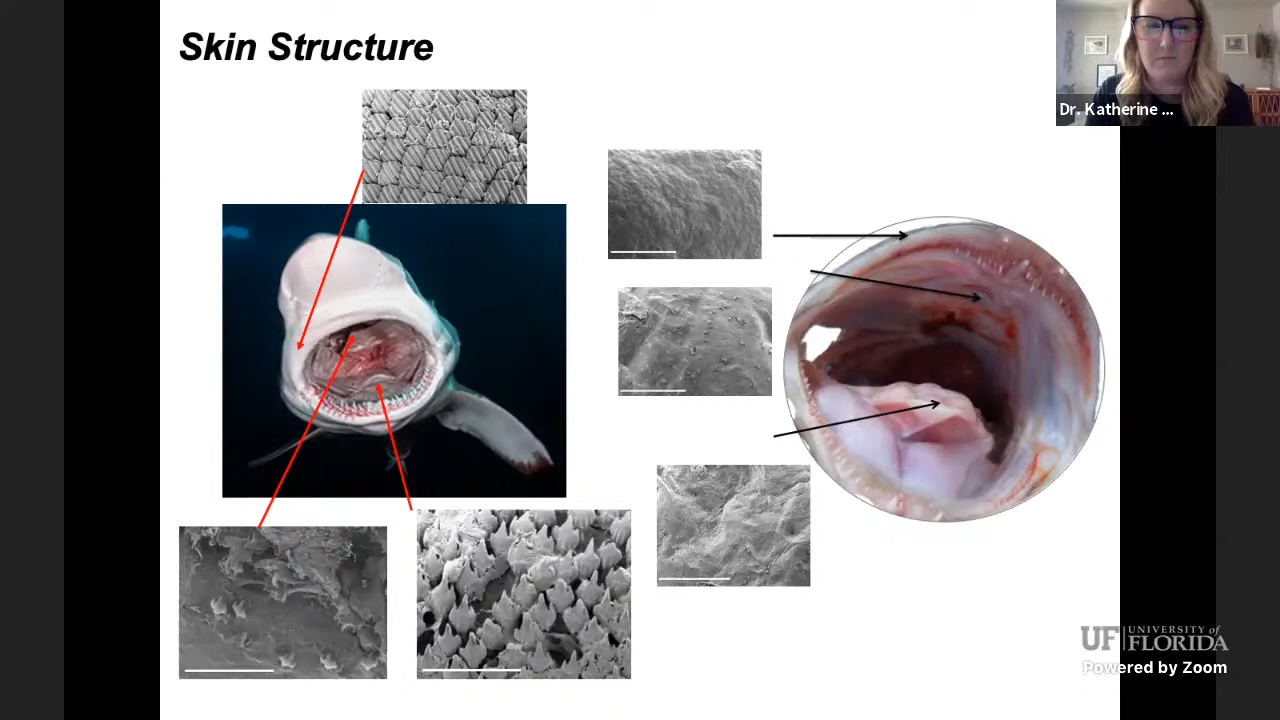 Skin Structure
Dr. Katherine ...
UF UNIVERSITY of
FLORIDA
Powered by Zoom